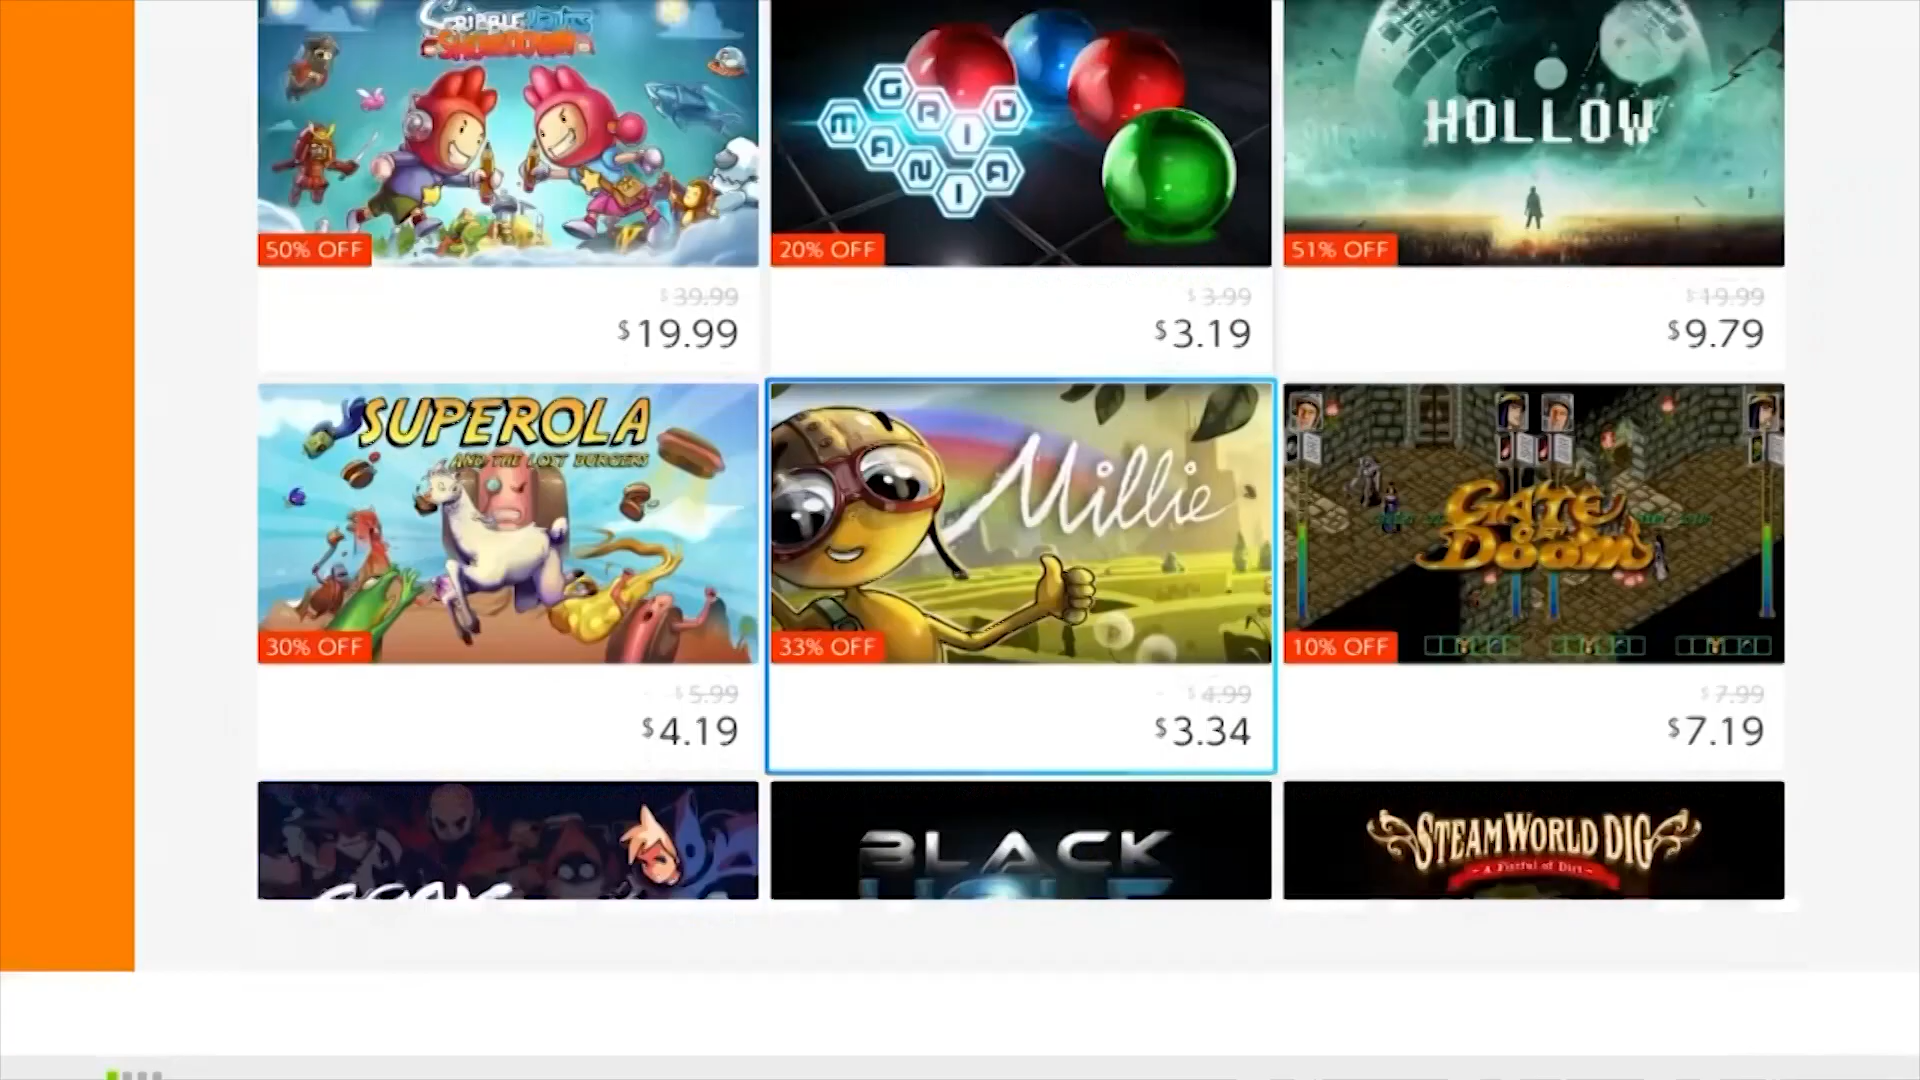 SCRIBBLENAUTS
SHOWDOWN
GRID
MANIA
HOLLOW
50% OFF
20% OFF
51% OFF
$39.99
$3.99
$19.99
$19.99
$3.19
$9.79
SUPEROLA
AND THE LOST BURGERS
Millie
GATE
OF
DOOM
30% OFF
33% OFF
10% OFF
$5.99
$4.99
$7.99
$4.19
$3.34
$7.19
BLACK
HOLE
STEAMWORLD DIG
- A Fistful of Dirt -